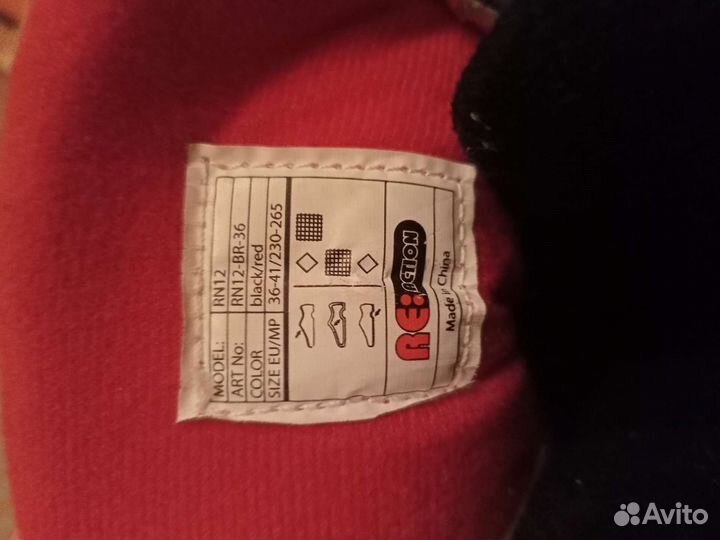 MODEL: RN12
ART No: RN12-BR-36
COLOR black/red
SIZE EU/MP 36-41/230-265
RE:ACTION
Made in China
Avito